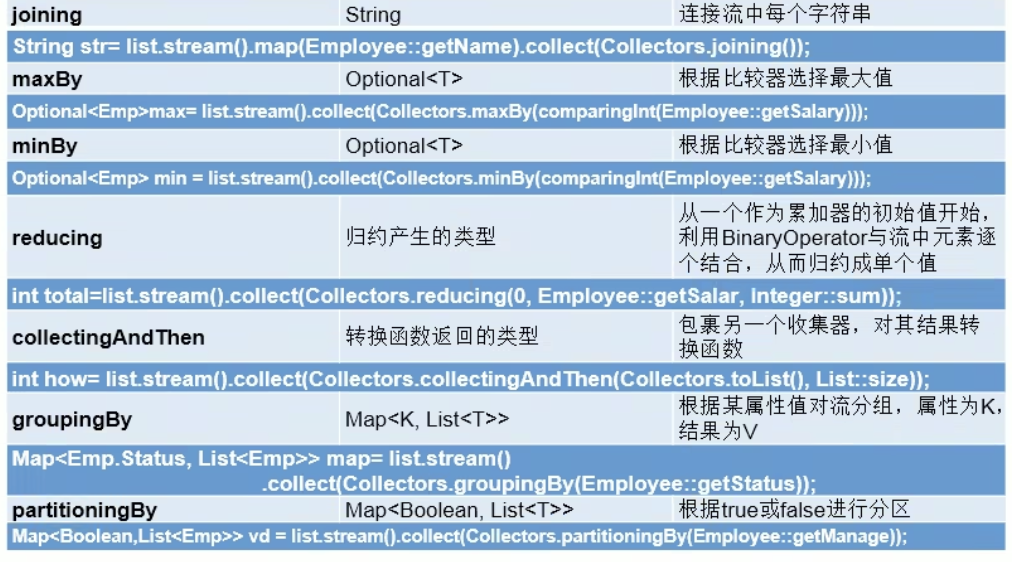 joining String 连接流中每个字符串
String str= list.stream().map(Employee::getName).collect(Collectors.joining());
maxBy Optional<T> 根据比较器选择最大值
Optional<Emp>max= list.stream().collect(Collectors.maxBy(comparingInt(Employee::getSalary)));
minBy Optional<T> 根据比较器选择最小值
Optional<Emp> min = list.stream().collect(Collectors.minBy(comparingInt(Employee::getSalary)));
reducing 归约产生的类型 从一个作为累加器的初始值开始，
利用BinaryOperator与流中元素逐
个结合，从而归约成单个值
int total=list.stream().collect(Collectors.reducing(0, Employee::getSalar, Integer::sum));
collectingAndThen 转换函数返回的类型 包裹另一个收集器，对其结果转
换函数
int how= list.stream().collect(Collectors.collectingAndThen(Collectors.toList(), List::size));
groupingBy Map<K, List<T>> 根据某属性值对流分组，属性为K，
结果为V
Map<Emp.Status, List<Emp>> map= list.stream()
.collect(Collectors.groupingBy(Employee::getStatus));
partitioningBy Map<Boolean, List<T>> 根据true或false进行分区
Map<Boolean,List<Emp>> vd = list.stream().collect(Collectors.partitioningBy(Employee::getManage));